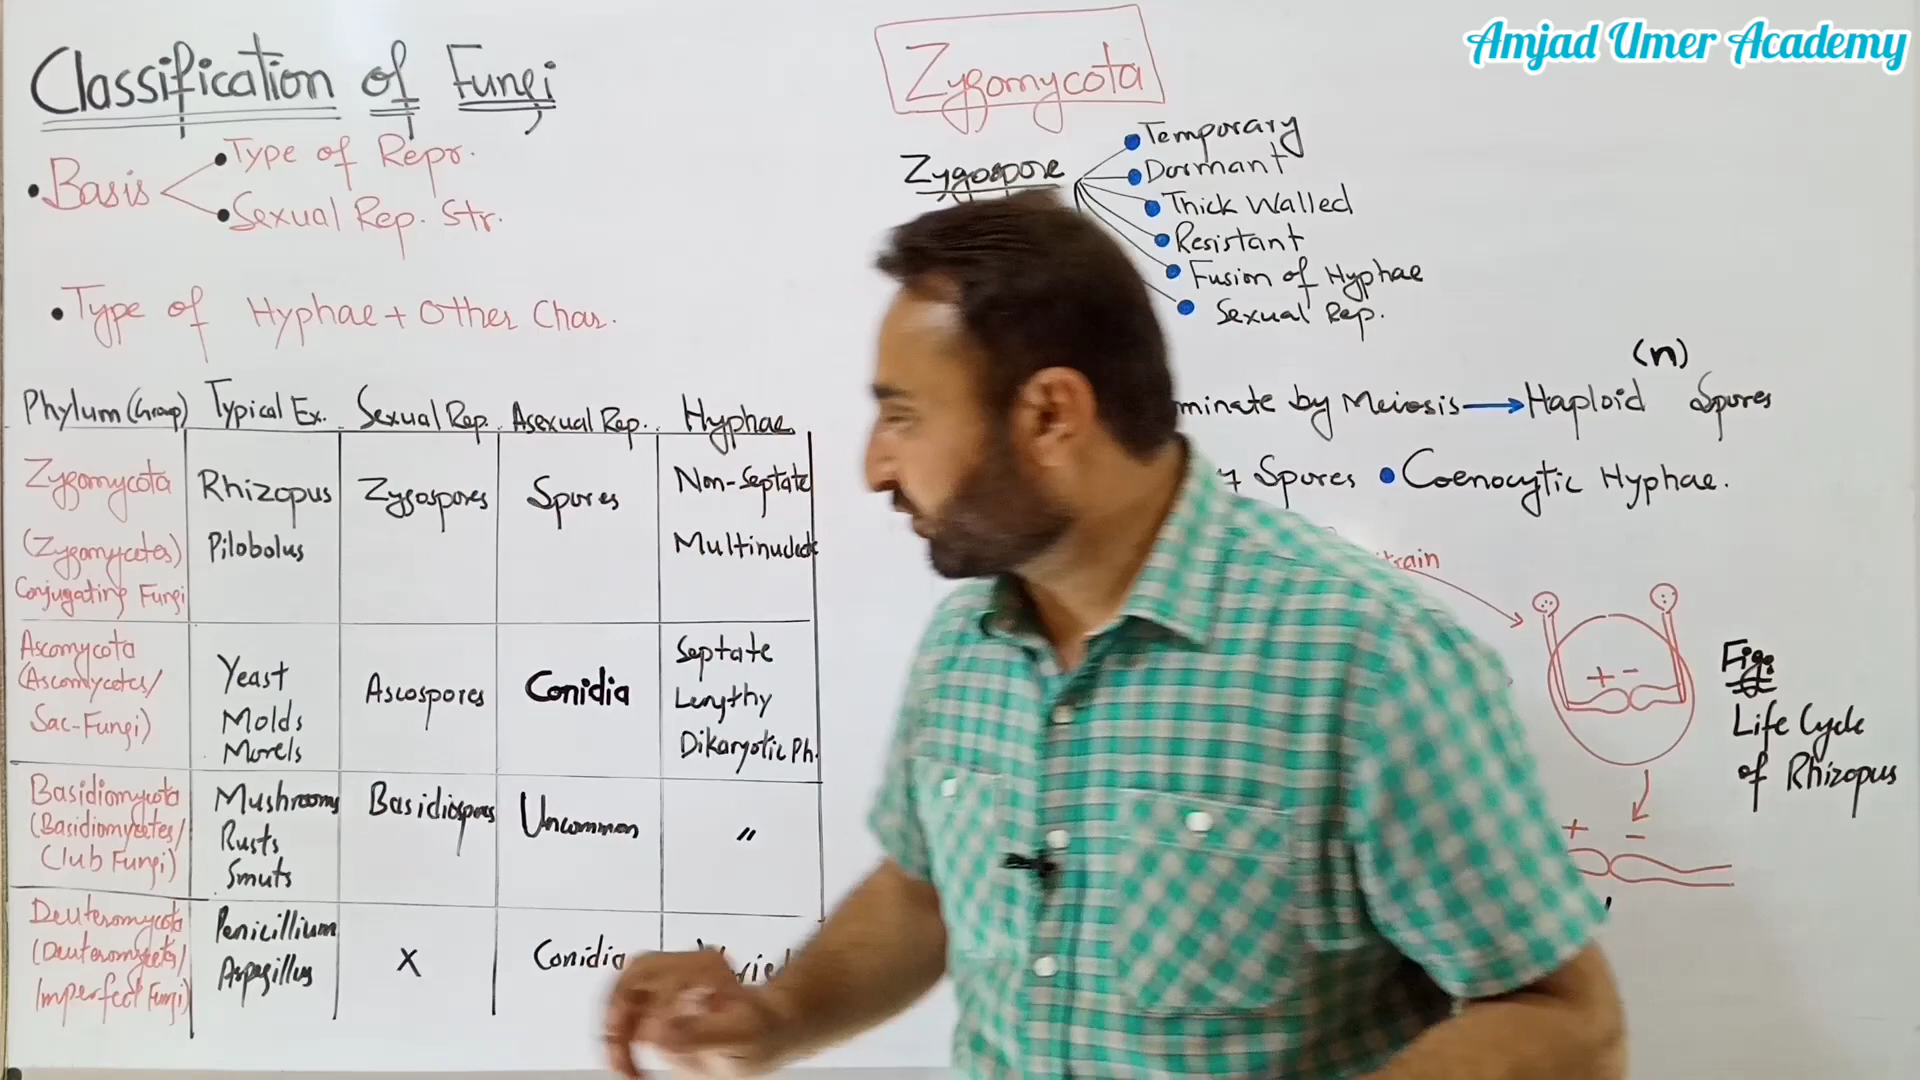 Amjad Umer Academy
Classification of Fungi
• Basis
• Type of Repr.
• Sexual Rep. Str.
• Type of Hyphae + Other Char.
Phylum (Group) Typical Ex. Sexual Rep. Asexual Rep. Hyphae
Zygomycota
(Zygomycetes)
Conjugating Fungi
Rhizopus
Pilobolus
Zygospores
Spores
Non-Septate
Ascomycota
(Ascomycetes/
Sac-Fungi)
Yeast
Molds
Morels
Ascospores
Conidia
Septate
Lengthy
Dikaryotic Ph.
Basidiomycota
(Basidiomycetes/
Club Fungi)
Mushrooms
Rusts
Smuts
Uncommon
〃
Deuteromycota
(Deuteromycetes/
Imperfect Fungi)
Penicillium
X
Conidia
Zygomycota
Zygospore
• Temporary
• Dormant
• Thick Walled
• Resistant
• Fusion of Hyphae
• Sexual Rep.
(n)
by Meiosis → Haploid Spores
Spores • Coenocytic Hyphae.
+ -
Fig:
Life Cycle
of Rhizopus
+ -